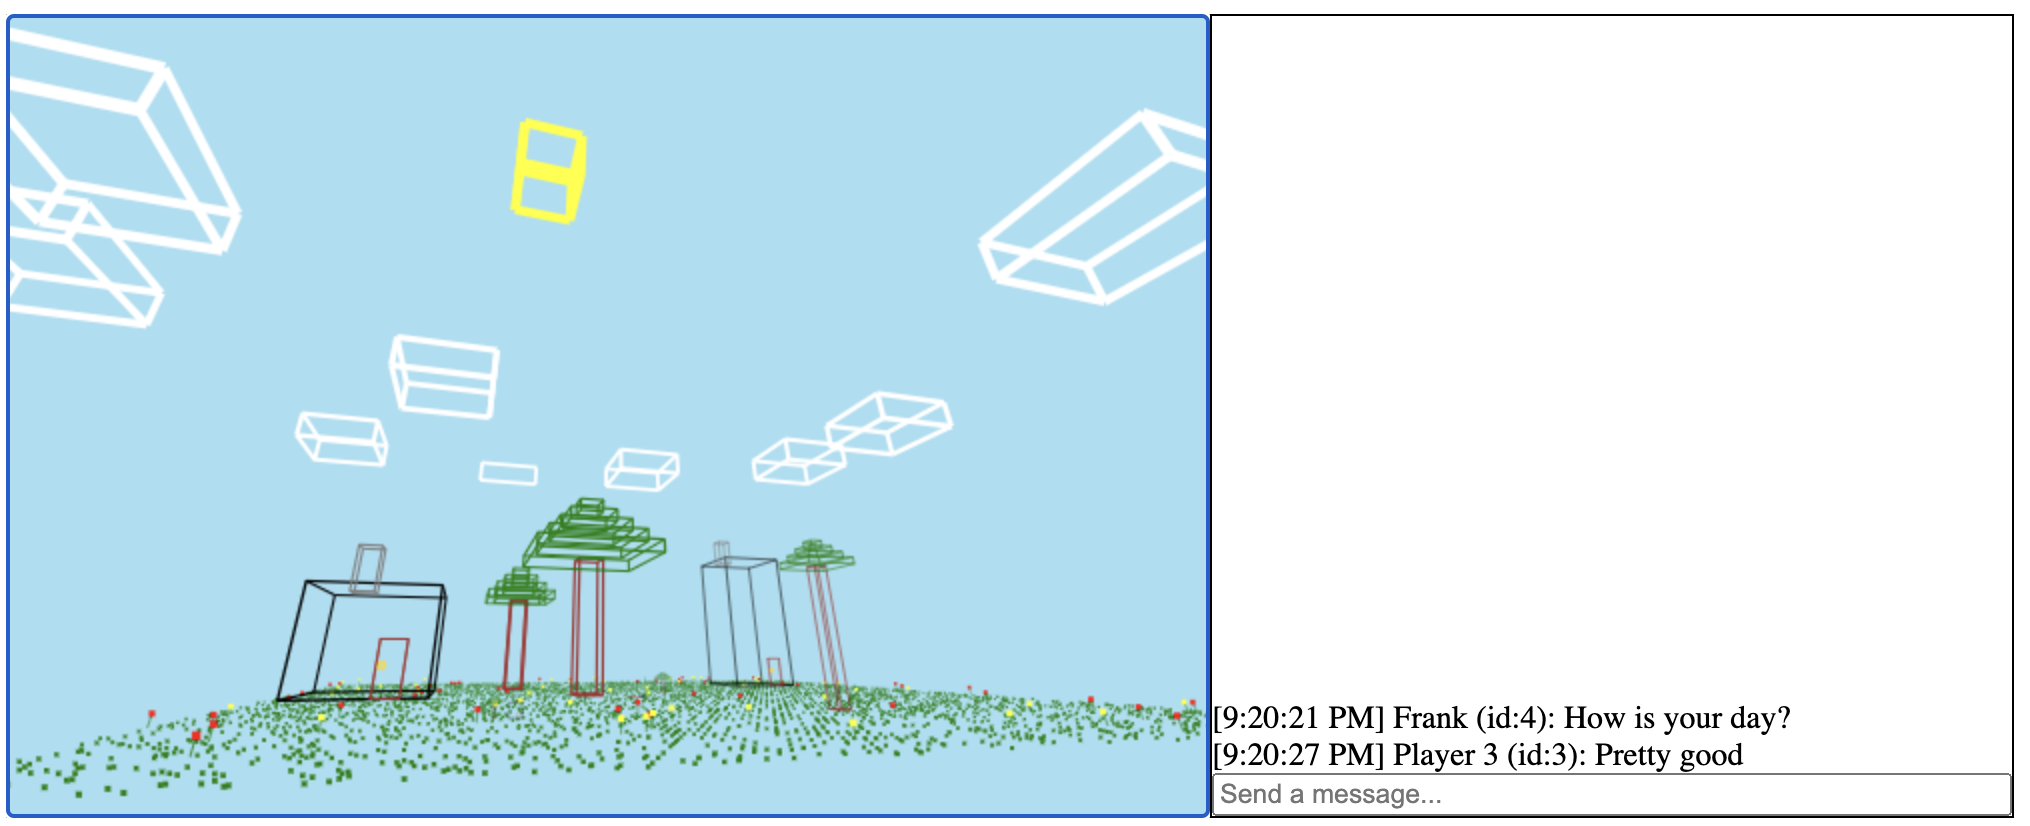 [9:20:21 PM] Frank (id:4): How is your day?
[9:20:27 PM] Player 3 (id:3): Pretty good
Send a message...